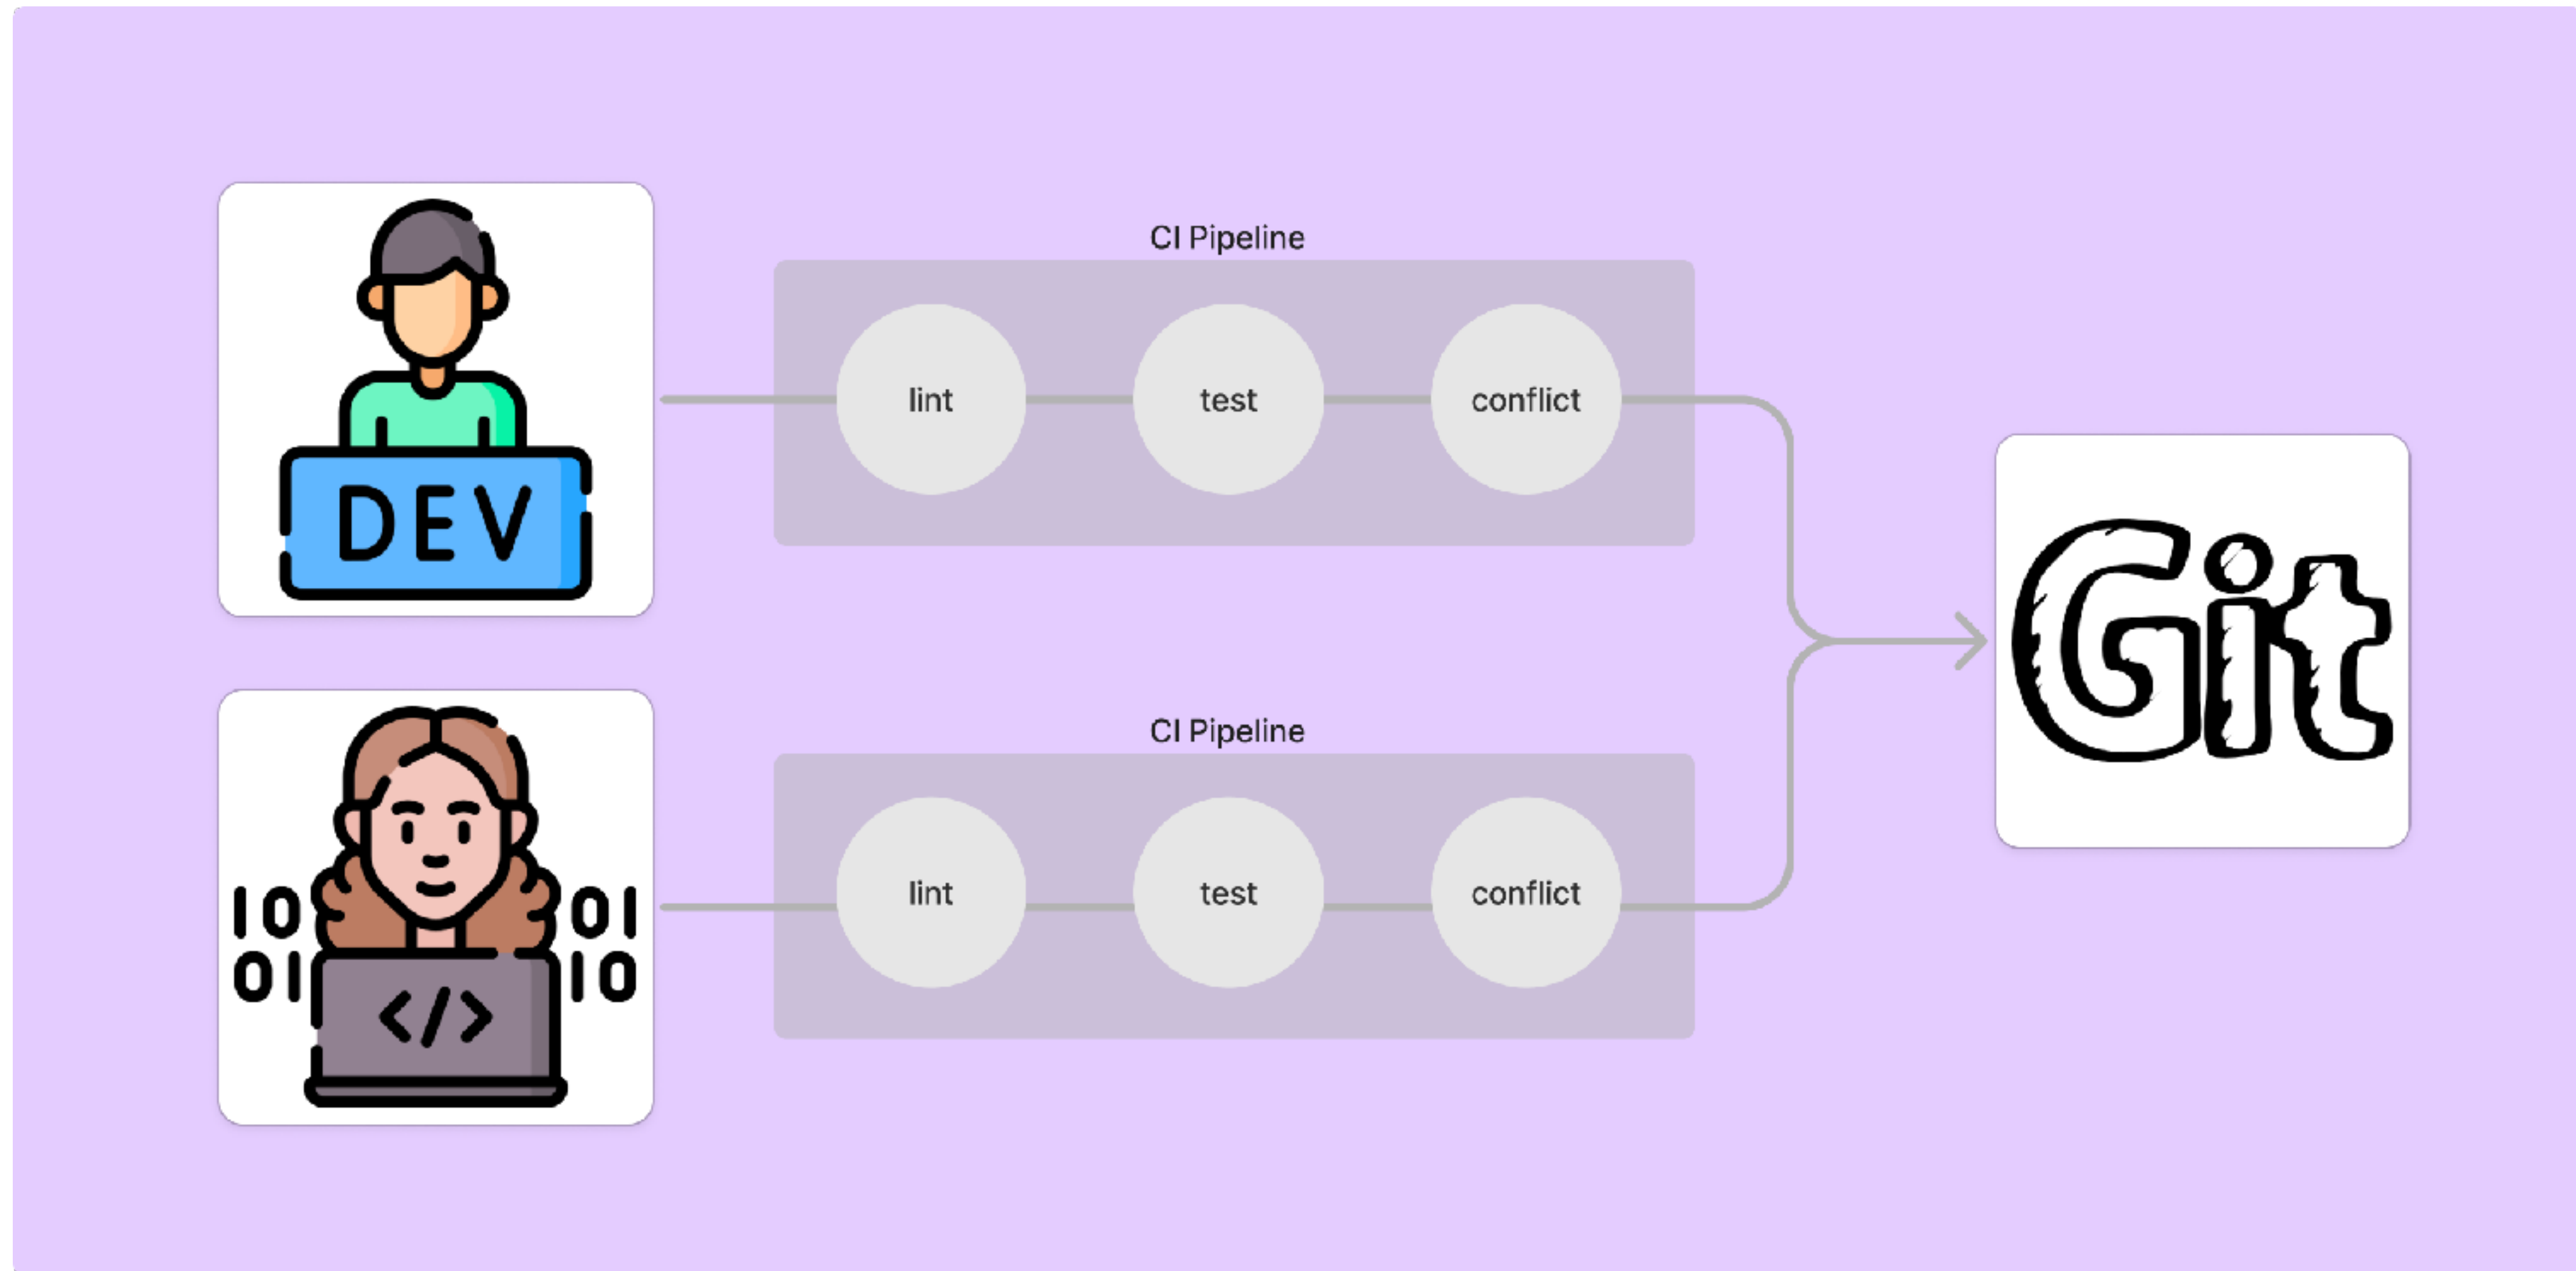 DEV
CI Pipeline
lint
test
conflict
10
01
01
10
</>
CI Pipeline
lint
test
conflict
Git